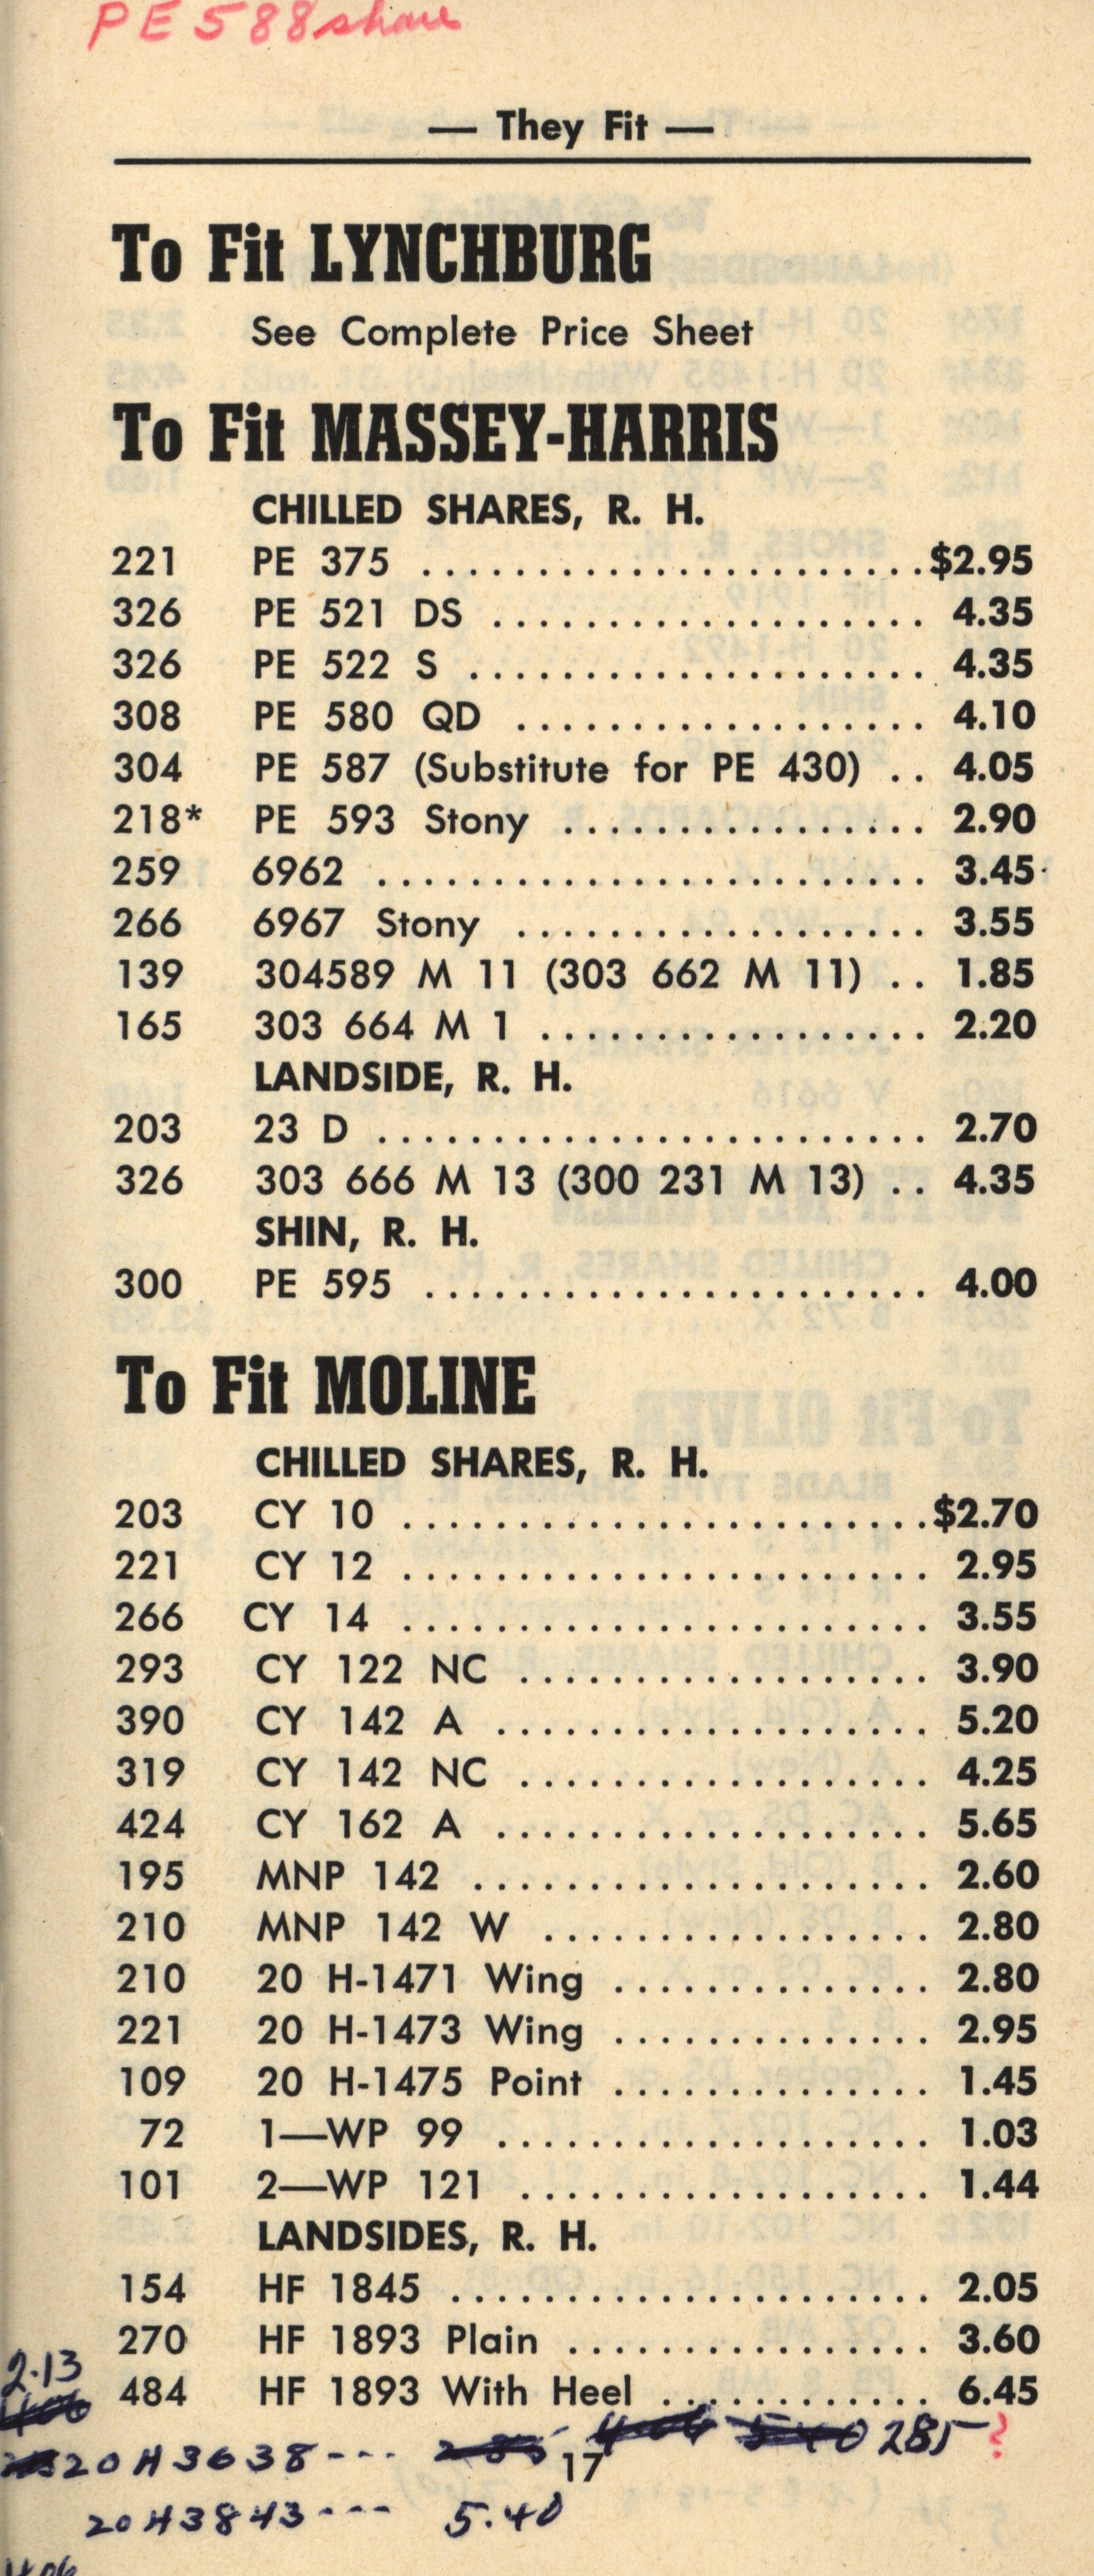 PE 588 share
— They Fit —
To Fit LYNCHBURG
See Complete Price Sheet
To Fit MASSEY-HARRIS
CHILLED SHARES, R. H.
221 PE 375 ....................... $2.95
326 PE 521 DS ................... 4.35
326 PE 522 S .................... 4.35
308 PE 580 QD .................. 4.10
304 PE 587 (Substitute for PE 430) .. 4.05
218* PE 593 Stony ................ 2.90
259 6962 ........................ 3.45
266 6967 Stony .................. 3.55
139 304589 M 11 (303 662 M 11) .. 1.85
165 303 664 M 1 ................. 2.20
LANDSIDE, R. H.
203 23 D ........................ 2.70
326 303 666 M 13 (300 231 M 13) .. 4.35
SHIN, R. H.
300 PE 595 ...................... 4.00
To Fit MOLINE
CHILLED SHARES, R. H.
203 CY 10 ....................... $2.70
221 CY 12 ....................... 2.95
266 CY 14 ....................... 3.55
293 CY 122 NC .................. 3.90
390 CY 142 A ................... 5.20
319 CY 142 NC .................. 4.25
424 CY 162 A ................... 5.65
195 MNP 142 .................... 2.60
210 MNP 142 W ................. 2.80
210 20 H-1471 Wing .............. 2.80
221 20 H-1473 Wing .............. 2.95
109 20 H-1475 Point .............. 1.45
72 1—WP 99 ................... 1.03
101 2—WP 121 .................. 1.44
LANDSIDES, R. H.
154 HF 1845 ..................... 2.05
270 HF 1893 Plain ................ 3.60
2.13
484 HF 1893 With Heel ............ 6.45
285 ?
20H3638---
17
20H3843--- 5.40
406